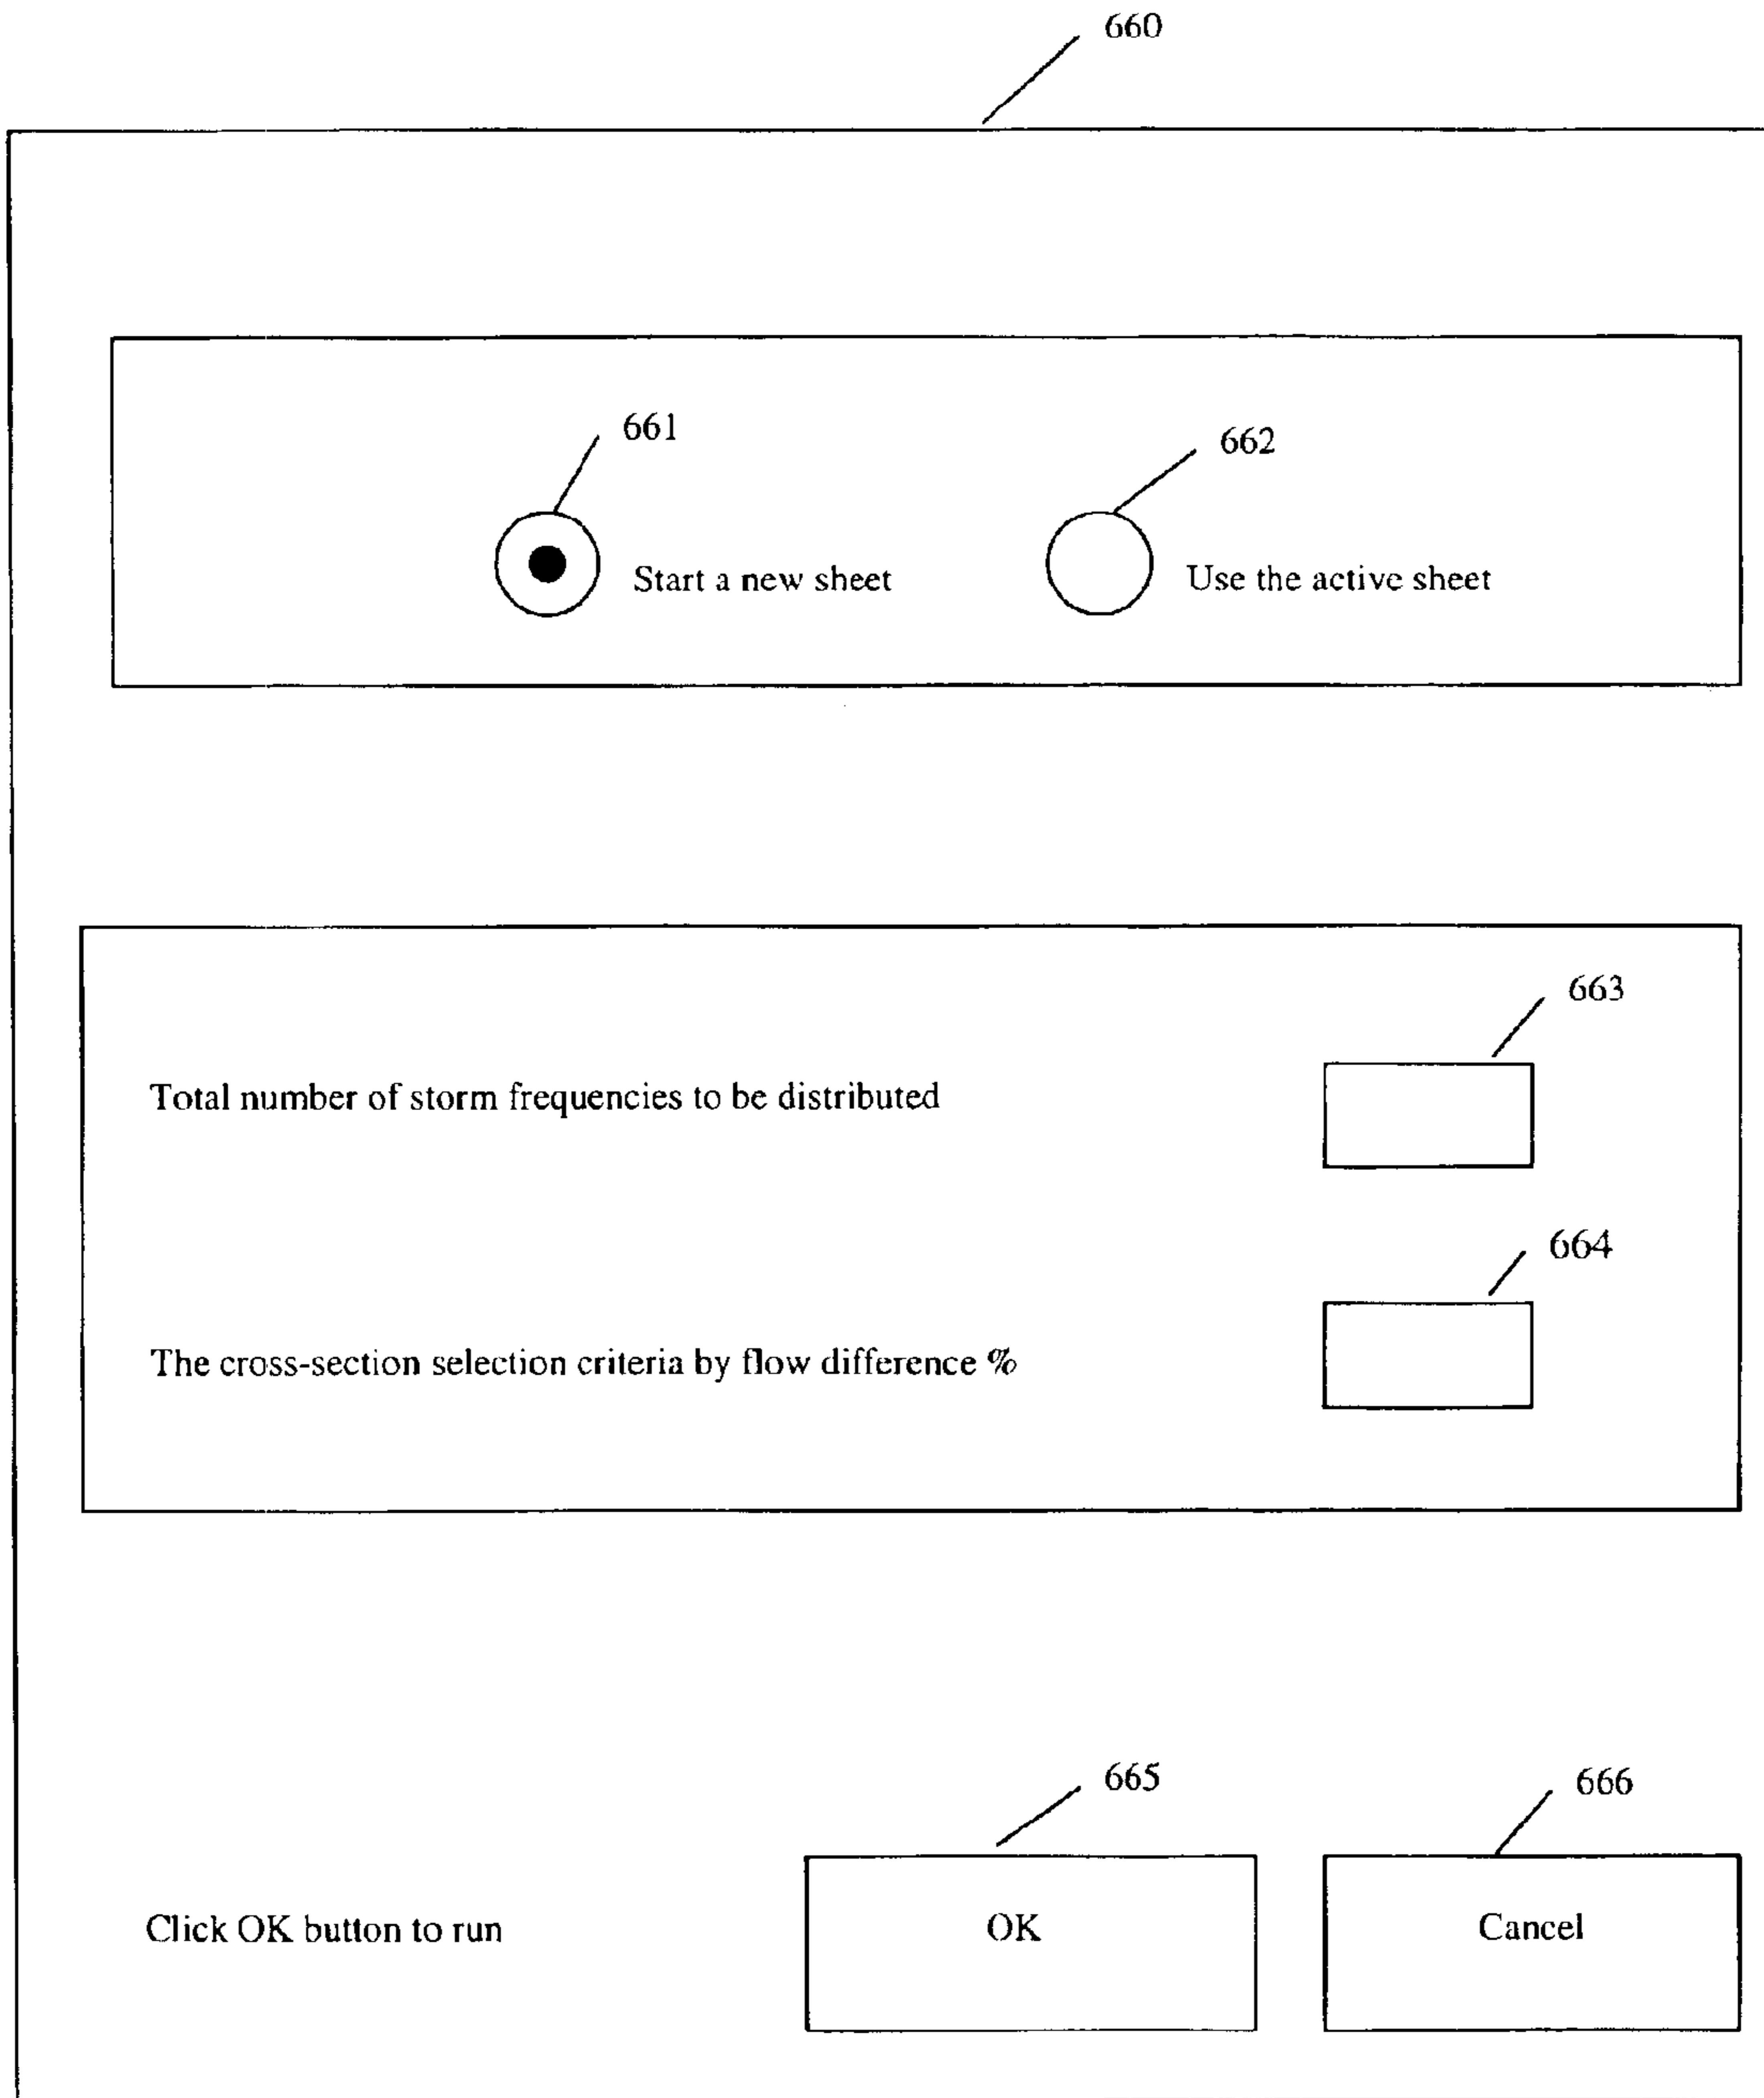 660
661
662
Start a new sheet
Use the active sheet
663
Total number of storm frequencies to be distributed
664
The cross-section selection criteria by flow difference %
665
666
Click OK button to run
OK
Cancel